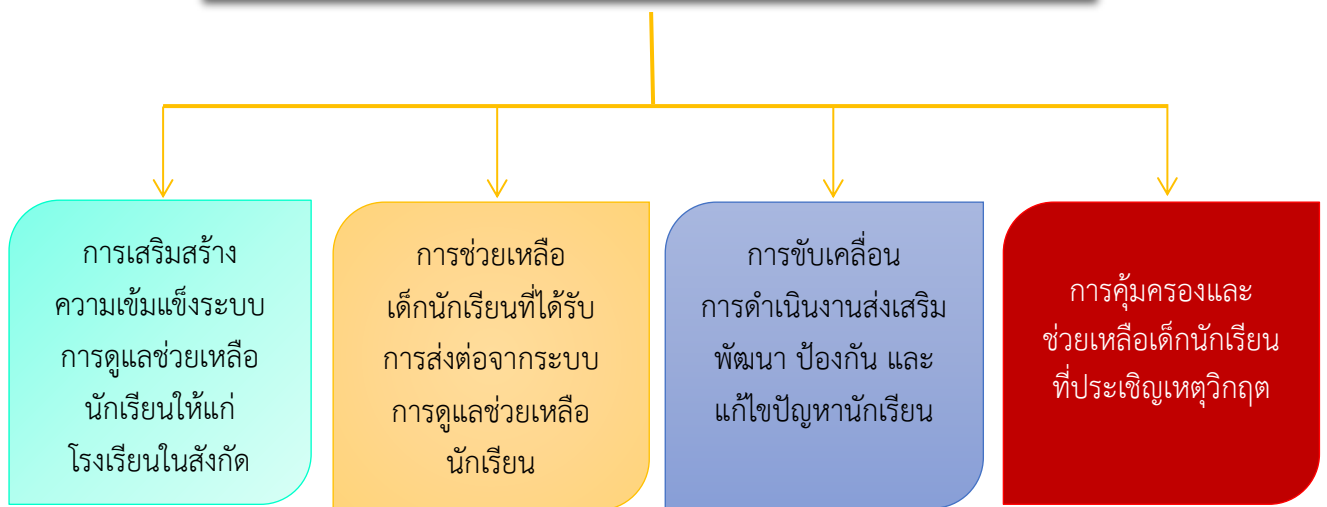 การเสริมสร้าง
ความเข้มแข็งระบบ
การดูแลช่วยเหลือ
นักเรียนให้แก่
โรงเรียนในสังกัด
การช่วยเหลือ
เด็กนักเรียนที่ได้รับ
การส่งต่อจากระบบ
การดูแลช่วยเหลือ
นักเรียน
การขับเคลื่อน
การดำเนินงานส่งเสริม
พัฒนา ป้องกัน และ
แก้ไขปัญหานักเรียน
การคุ้มครองและ
ช่วยเหลือเด็กนักเรียน
ที่ประเชิญเหตุวิกฤต